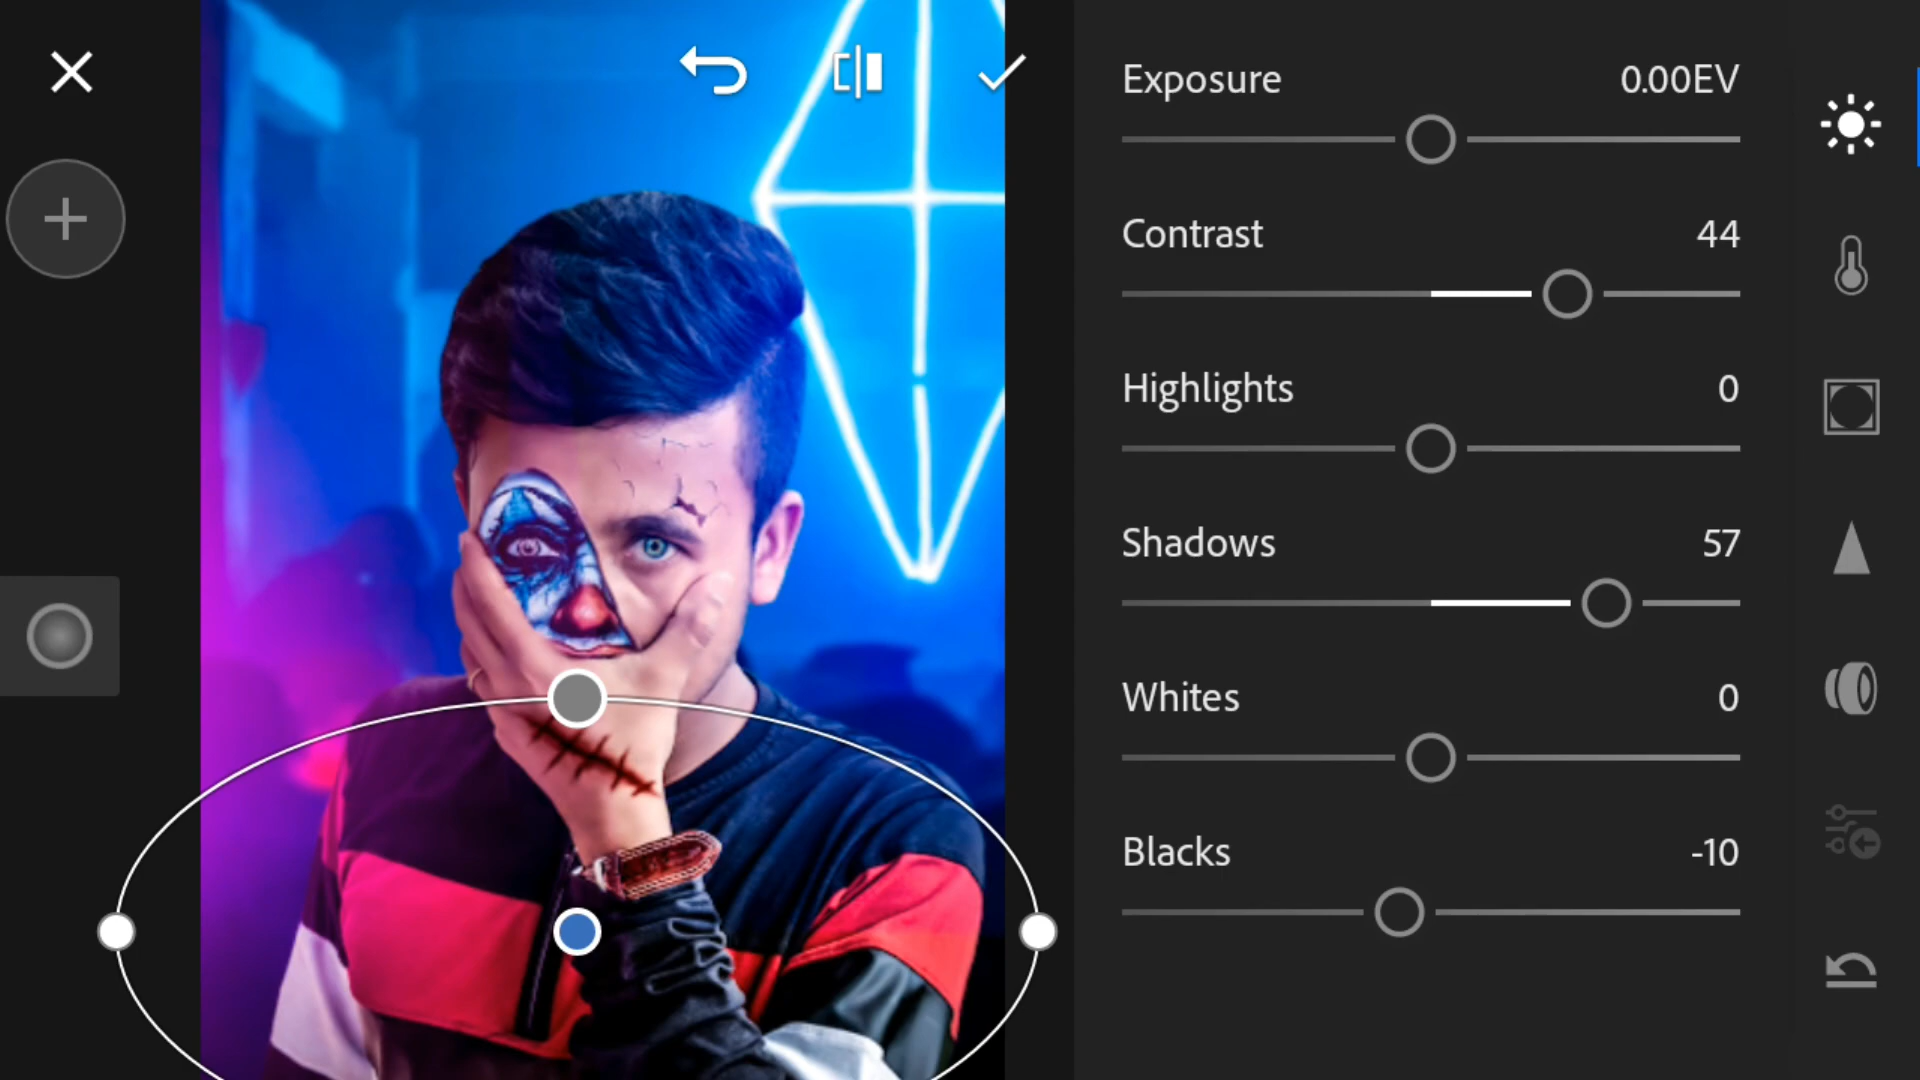 Exposure 0.00EV
Contrast 44
Highlights 0
Shadows 57
Whites 0
Blacks -10